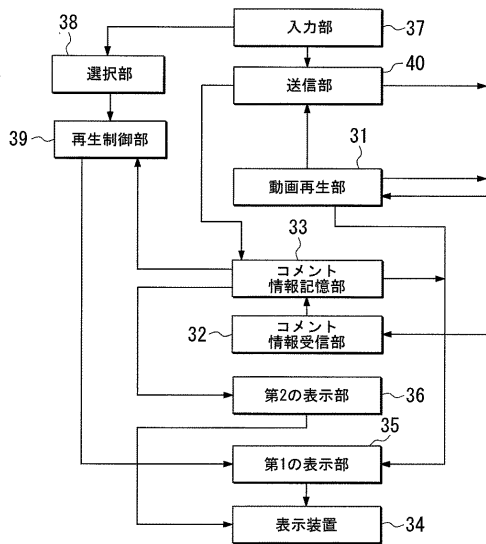 38
選択部
入力部
37
40
送信部
39
再生制御部
31
動画再生部
33
コメント
情報記憶部
32
コメント
情報受信部
第2の表示部
36
35
第1の表示部
表示装置
34